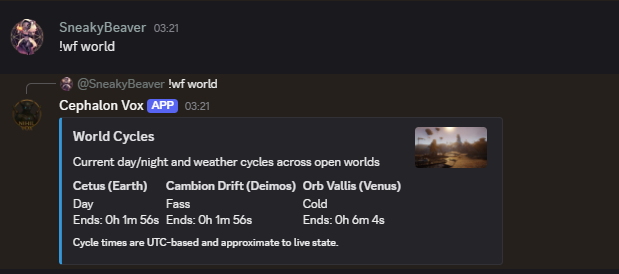 SneakyBeaver 03:21
!wf world
@SneakyBeaver !wf world
Cephalon Vox APP 03:21
World Cycles
Current day/night and weather cycles across open worlds
Cetus (Earth) Cambion Drift (Deimos) Orb Vallis (Venus)
Day Fass Cold
Ends: 0h 1m 56s Ends: 0h 1m 56s Ends: 0h 6m 4s
Cycle times are UTC-based and approximate to live state.